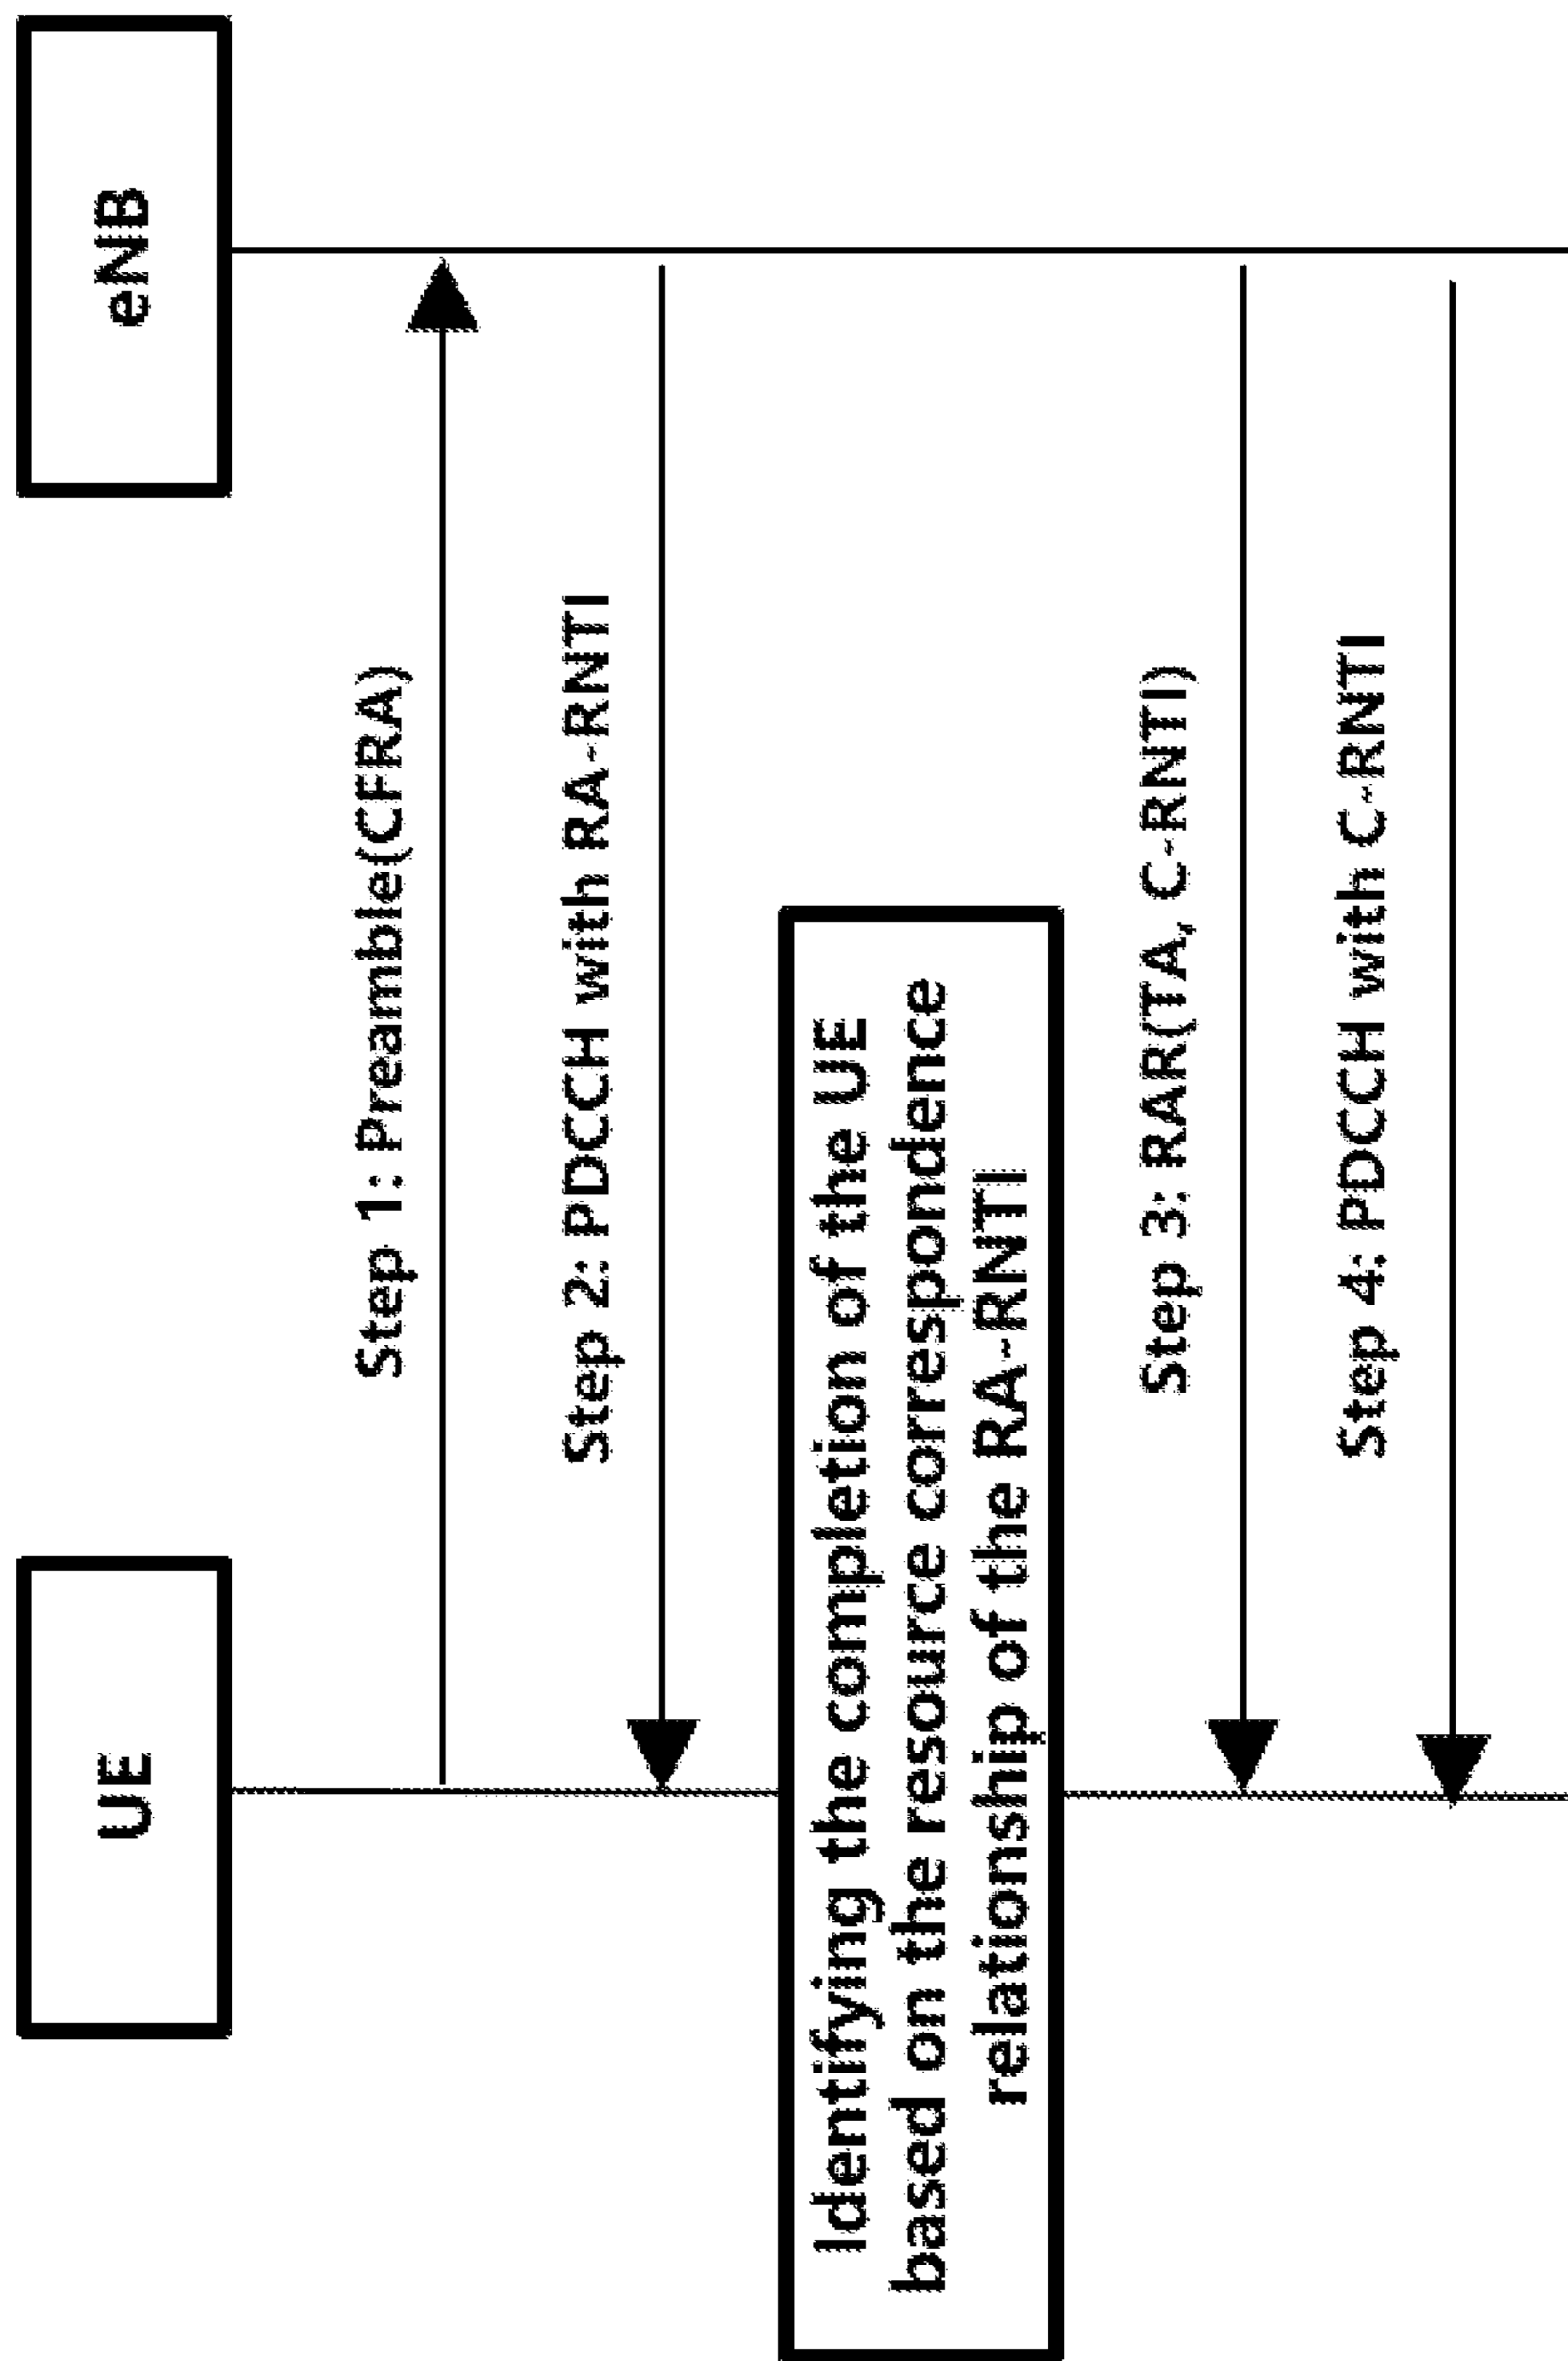 UE
eNB
Step 1: Preamble(CFRA)
Step 2: PDCCH with RA-RNTI
Identifying the completion of the UE
based on the resource correspondence
relationship of the RA-RNTI
Step 3: RAR(TA, C-RNTI)
Step 4: PDCCH with C-RNTI